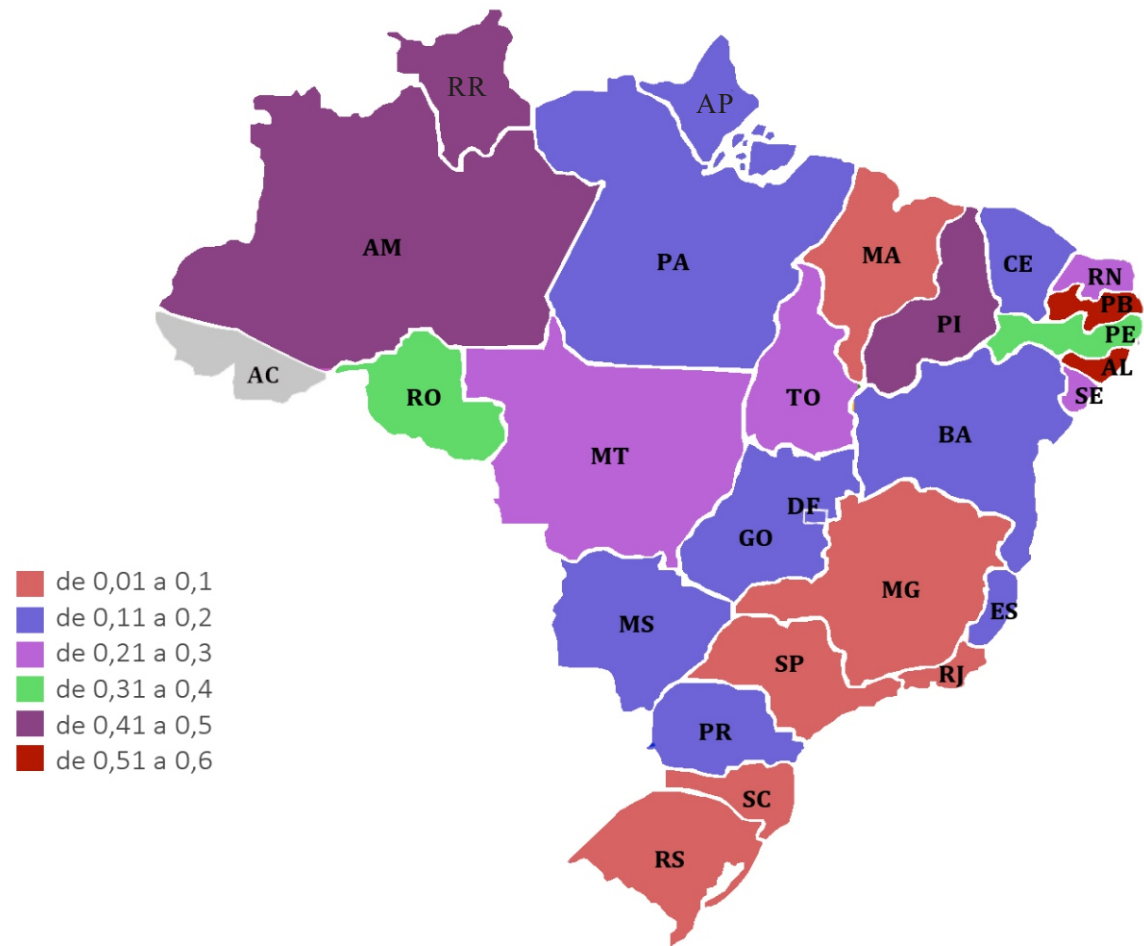 RR
AP
AM
PA
MA
CE
RN
PB
PI
PE
AL
AC
RO
TO
SE
BA
MT
DF
GO
MG
ES
MS
SP
RJ
PR
SC
RS
de 0,01 a 0,1
de 0,11 a 0,2
de 0,21 a 0,3
de 0,31 a 0,4
de 0,41 a 0,5
de 0,51 a 0,6